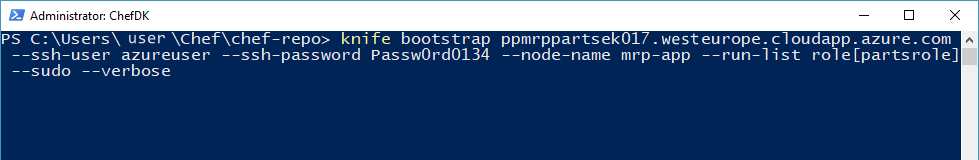 Administrator: ChefDK
PS C:\Users\ user \Chef\chef-repo> knife bootstrap ppmrppartsek017.westeurope.cloudapp.azure.com
--ssh-user azureuser --ssh-password Passw0rd0134 --node-name mrp-app --run-list role[partsrole]
--sudo --verbose